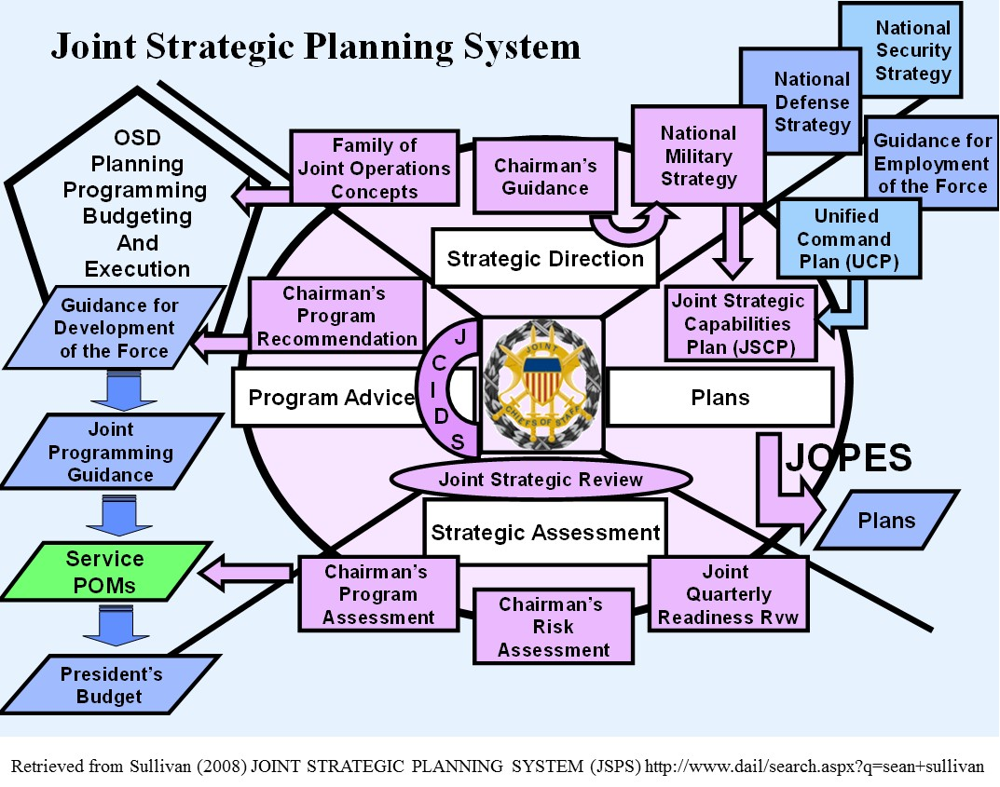 Joint Strategic Planning System
National
Security
Strategy
National
Defense
Strategy
Guidance for
Employment
of the Force
Unified
Command
Plan (UCP)
National
Military
Strategy
Chairman's
Guidance
Family of
Joint Operations
Concepts
OSD
Planning
Programming
Budgeting
And
Execution
Strategic Direction
Guidance for
Development
of the Force
Chairman's
Program
Recommendation
Joint Strategic
Capabilities
Plan (JSCP)
J
C
I
D
S
JOINT
CHIEFS OF STAFF
Program Advice
Plans
Joint
Programming
Guidance
Joint Strategic Review
JOPES
Plans
Strategic Assessment
Service
POMs
Chairman's
Program
Assessment
Chairman's
Risk
Assessment
Joint
Quarterly
Readiness Rvw
President's
Budget
Retrieved from Sullivan (2008) JOINT STRATEGIC PLANNING SYSTEM (JSPS) http://www.dail/search.aspx?q=sean+sullivan